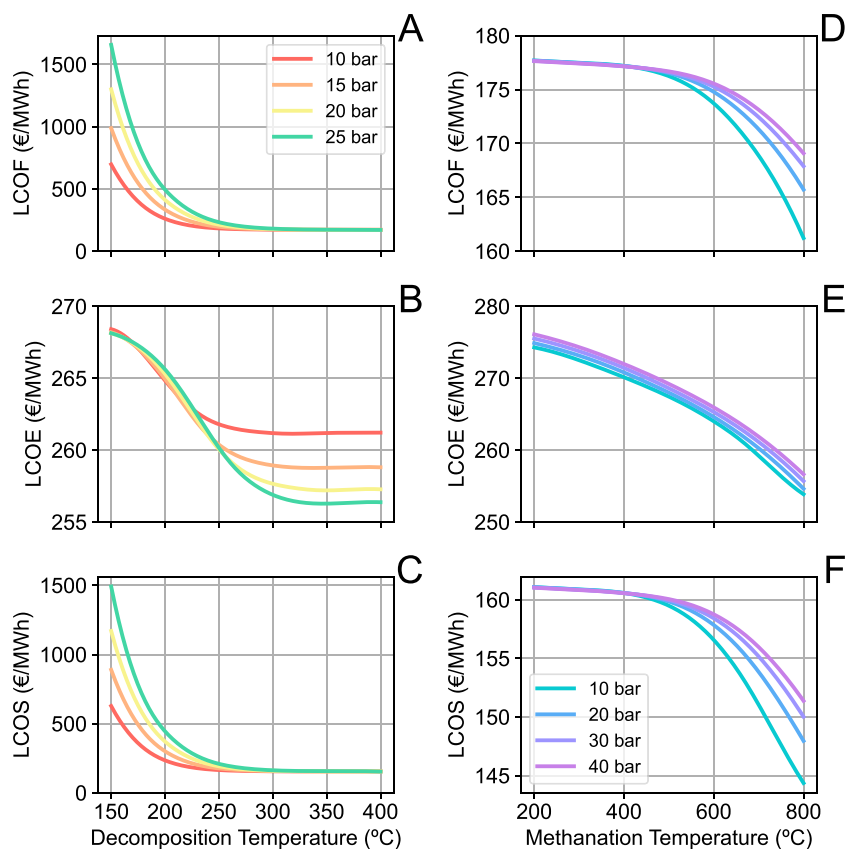 A
LCOF (€/MWh)
1500
1000
500
0
10 bar
15 bar
20 bar
25 bar
D
LCOF (€/MWh)
180
175
170
165
160
B
LCOE (€/MWh)
270
265
260
255
E
LCOE (€/MWh)
280
270
260
250
C
LCOS (€/MWh)
1500
1000
500
0
150 200 250 300 350 400
Decomposition Temperature (ºC)
F
LCOS (€/MWh)
160
155
150
145
10 bar
20 bar
30 bar
40 bar
200 400 600 800
Methanation Temperature (ºC)